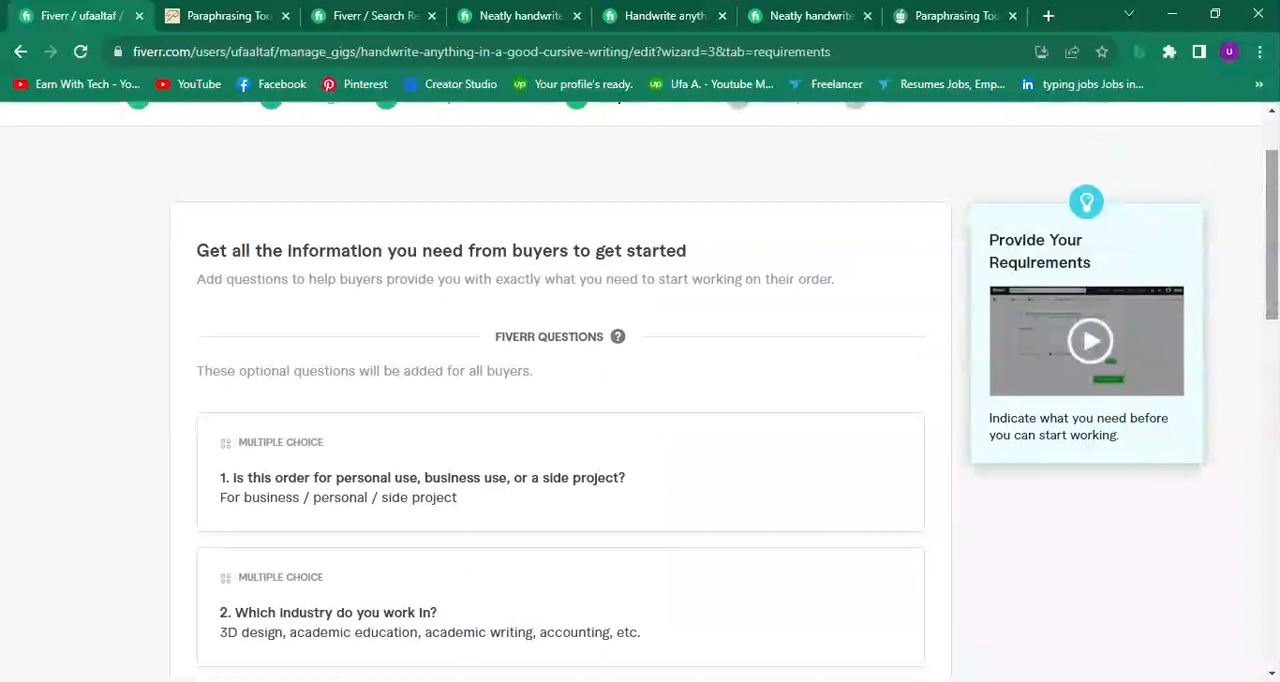 Fiverr / ufaaltaf /
Paraphrasing Too
Fiverr / Search Re
Neatly handwrite
Handwrite anyth
Neatly handwrite
Paraphrasing Too
fiverr.com/users/ufaaltaf/manage_gigs/handwrite-anything-in-a-good-cursive-writing/edit?wizard=3&tab=requirements
u
Earn With Tech - Yo...
YouTube
Facebook
Pinterest
Creator Studio
Your profile's ready.
Ufa A. - Youtube M...
Freelancer
Resumes Jobs, Emp...
typing jobs Jobs in...
Get all the information you need from buyers to get started
Add questions to help buyers provide you with exactly what you need to start working on their order.
FIVERR QUESTIONS ?
These optional questions will be added for all buyers.
MULTIPLE CHOICE
1. Is this order for personal use, business use, or a side project?
For business / personal / side project
MULTIPLE CHOICE
2. Which industry do you work in?
3D design, academic education, academic writing, accounting, etc.
Provide Your
Requirements
Indicate what you need before
you can start working.